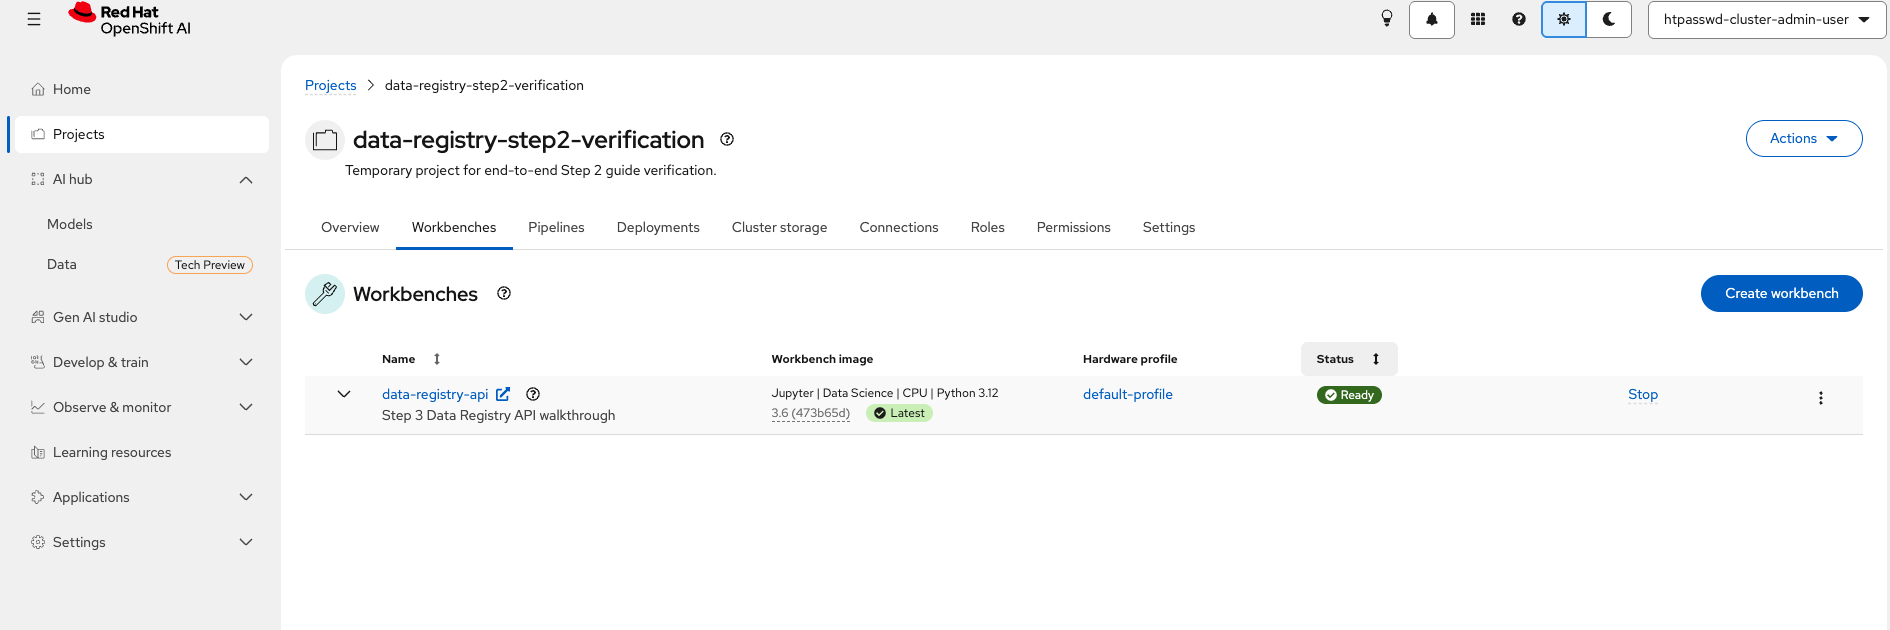 Red Hat
OpenShift AI
htpasswd-cluster-admin-user
Home
Projects
AI hub
Models
Data
Tech Preview
Gen AI studio
Develop & train
Observe & monitor
Learning resources
Applications
Settings
Projects > data-registry-step2-verification
data-registry-step2-verification
Temporary project for end-to-end Step 2 guide verification.
Actions
Overview
Workbenches
Pipelines
Deployments
Cluster storage
Connections
Roles
Permissions
Settings
Workbenches
Create workbench
Name
Workbench image
Hardware profile
Status
data-registry-api
Step 3 Data Registry API walkthrough
Jupyter | Data Science | CPU | Python 3.12
3.6 (473b65d)
Latest
default-profile
Ready
Stop